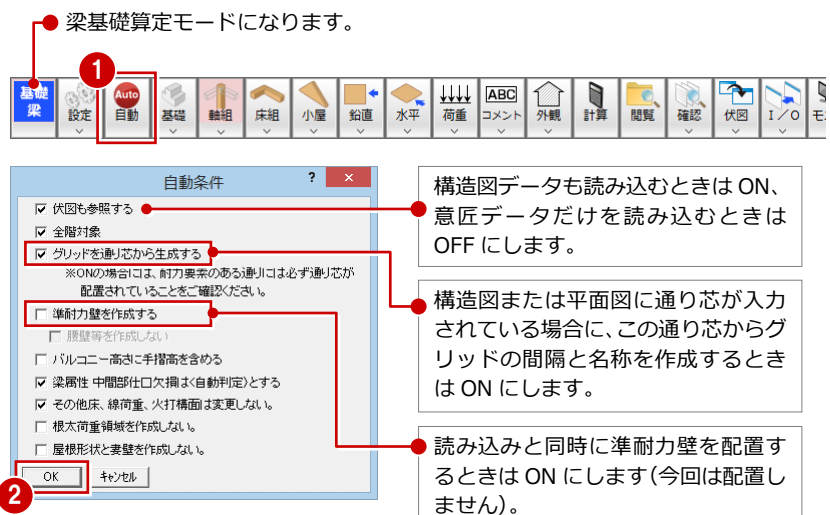 梁基礎算定モードになります。
1
基礎梁
設定
Auto
自動
基礎
軸組
床組
小屋
鉛直
水平
荷重
ABC
コメント
外観
計算
閲覧
確認
伏図
I/O
自動条件 ? ×
伏図も参照する
全階対象
グリッドを通り芯から生成する
※ONの場合には、耐力要素のある通りには必ず通り芯が
配置されていることをご確認ください。
準耐力壁を作成する
腰壁等を作成しない
バルコニー高さに手摺高を含める
梁属性 中間部仕口欠損は<自動判定>とする
その他床、線荷重、火打構面は変更しない。
根太荷重領域を作成しない。
屋根形状と妻壁を作成しない。
OK キャンセル
2
構造図データも読み込むときは ON、
意匠データだけを読み込むときは
OFF にします。
構造図または平面図に通り芯が入力
されている場合に、この通り芯からグ
リッドの間隔と名称を作成するとき
は ON にします。
読み込みと同時に準耐力壁を配置す
るときは ON にします(今回は配置し
ません)。